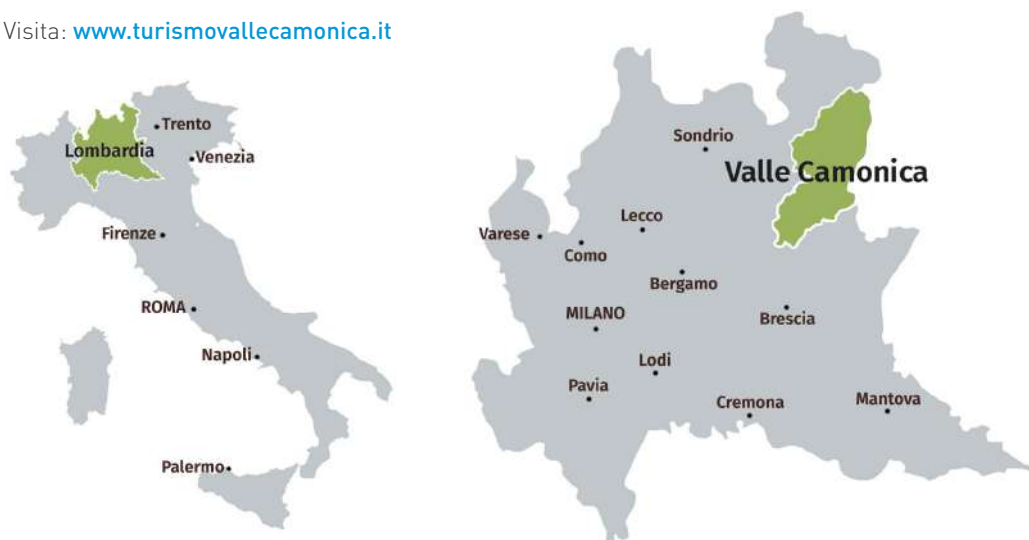 Visita: www.turismovallecamonica.it
Trento
Lombardia
Venezia
Firenze
ROMA
Napoli
Palermo
Sondrio
Valle Camonica
Lecco
Varese
Como
Bergamo
MILANO
Brescia
Lodi
Pavia
Cremona
Mantova